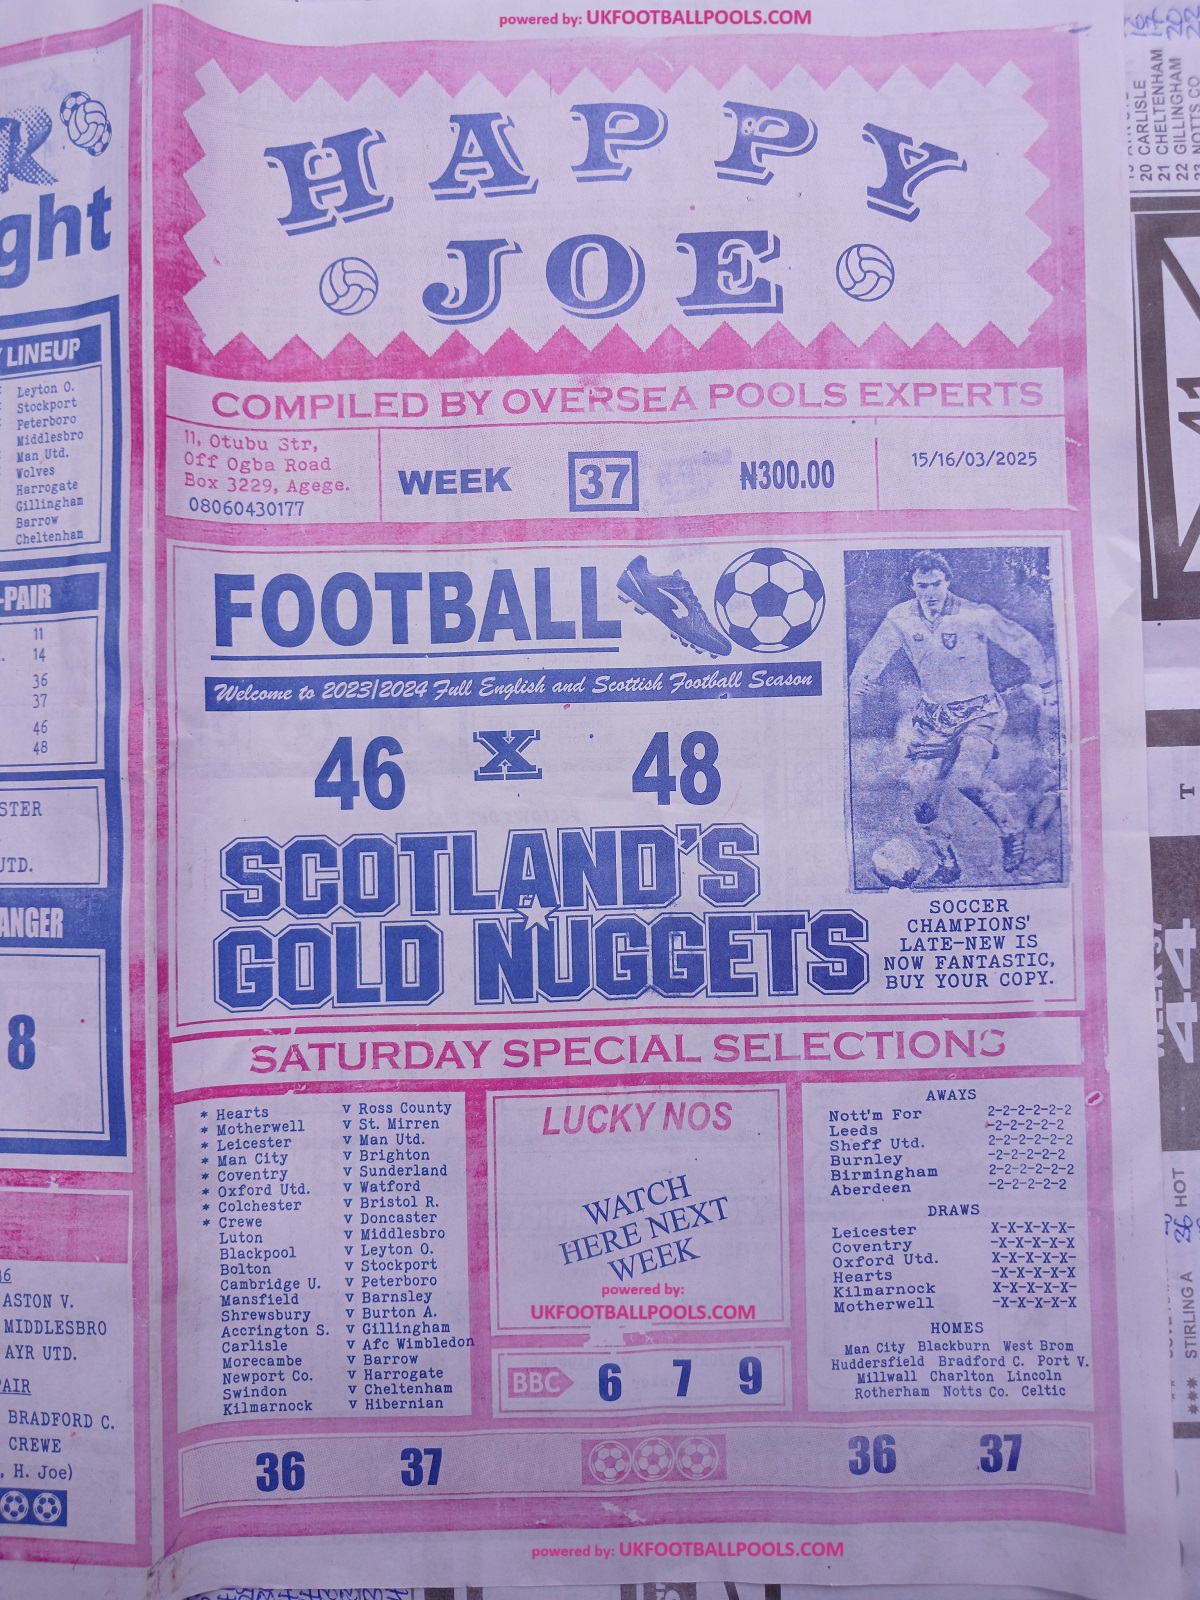 powered by: UKFOOTBALLPOOLS.COM
HAPPY
JOE
COMPILED BY OVERSEA POOLS EXPERTS
11, Otubu Str,
Off Ogba Road
Box 3229, Agege.
08060430177
WEEK 37
₦300.00
15/16/03/2025
FOOTBALL
Welcome to 2023|2024 Full English and Scottish Football Season
46 X 48
SCOTLAND'S
GOLD NUGGETS
SOCCER
CHAMPIONS'
LATE-NEW IS
NOW FANTASTIC,
BUY YOUR COPY.
SATURDAY SPECIAL SELECTIONS
* Hearts v Ross County
* Motherwell v St. Mirren
* Leicester v Man Utd.
* Man City v Brighton
* Coventry v Sunderland
* Oxford Utd. v Watford
* Colchester v Bristol R.
* Crewe v Doncaster
Luton v Middlesbro
Blackpool v Leyton O.
Bolton v Stockport
Cambridge U. v Peterboro
Mansfield v Barnsley
Shrewsbury v Burton A.
Accrington S. v Gillingham
Carlisle v Afc Wimbledon
Morecambe v Barrow
Newport Co. v Harrogate
Swindon v Cheltenham
Kilmarnock v Hibernian
LUCKY NOS
WATCH
HERE NEXT
WEEK
powered by:
UKFOOTBALLPOOLS.COM
BBC 6 7 9
AWAYS
Nott'm For 2-2-2-2-2-2
Leeds -2-2-2-2-2
Sheff Utd. 2-2-2-2-2-2
Burnley -2-2-2-2-2
Birmingham 2-2-2-2-2-2
Aberdeen -2-2-2-2-2
DRAWS
Leicester X-X-X-X-X-
Coventry -X-X-X-X-X
Oxford Utd. X-X-X-X-X-
Hearts -X-X-X-X-X
Kilmarnock X-X-X-X-X-
Motherwell -X-X-X-X-X
HOMES
Man City Blackburn West Brom
Huddersfield Bradford C. Port V.
Millwall Charlton Lincoln
Rotherham Notts Co. Celtic
36 37
36 37
powered by: UKFOOTBALLPOOLS.COM
ght
LINEUP
Leyton O.
Stockport
Peterboro
Middlesbro
Man Utd.
Wolves
Harrogate
Gillingham
Barrow
Cheltenham
-PAIR
11
14
36
37
46
48
STER
UTD.
ANGER
8
ASTON V.
MIDDLESBRO
AYR UTD.
PAIR
BRADFORD C.
CREWE
, H. Joe)
20 CARLISLE
21 CHELTENHAM
22 GILLINGHAM
23 NOTTS CO
44
HOT
STIRLING A
***